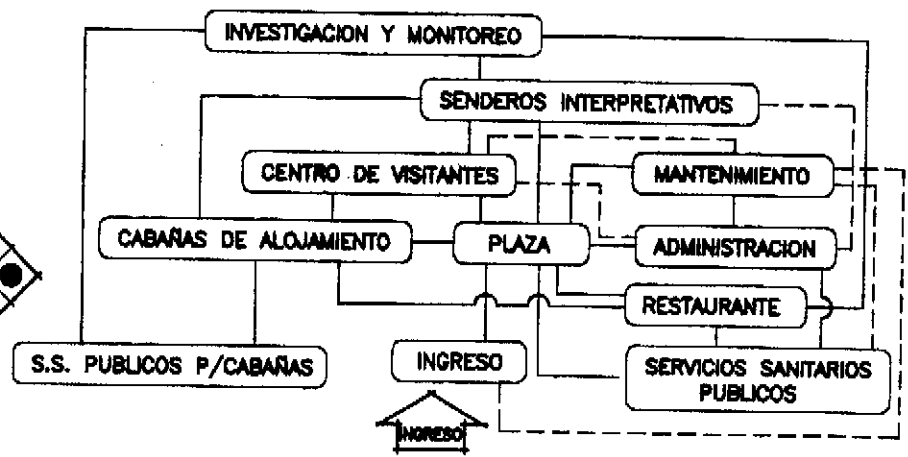 INVESTIGACION Y MONITOREO
SENDEROS INTERPRETATIVOS
CENTRO DE VISITANTES
MANTENIMIENTO
CABAÑAS DE ALOJAMIENTO
PLAZA
ADMINISTRACION
RESTAURANTE
S.S. PUBLICOS P/CABAÑAS
INGRESO
SERVICIOS SANITARIOS
PUBLICOS
INGRESO